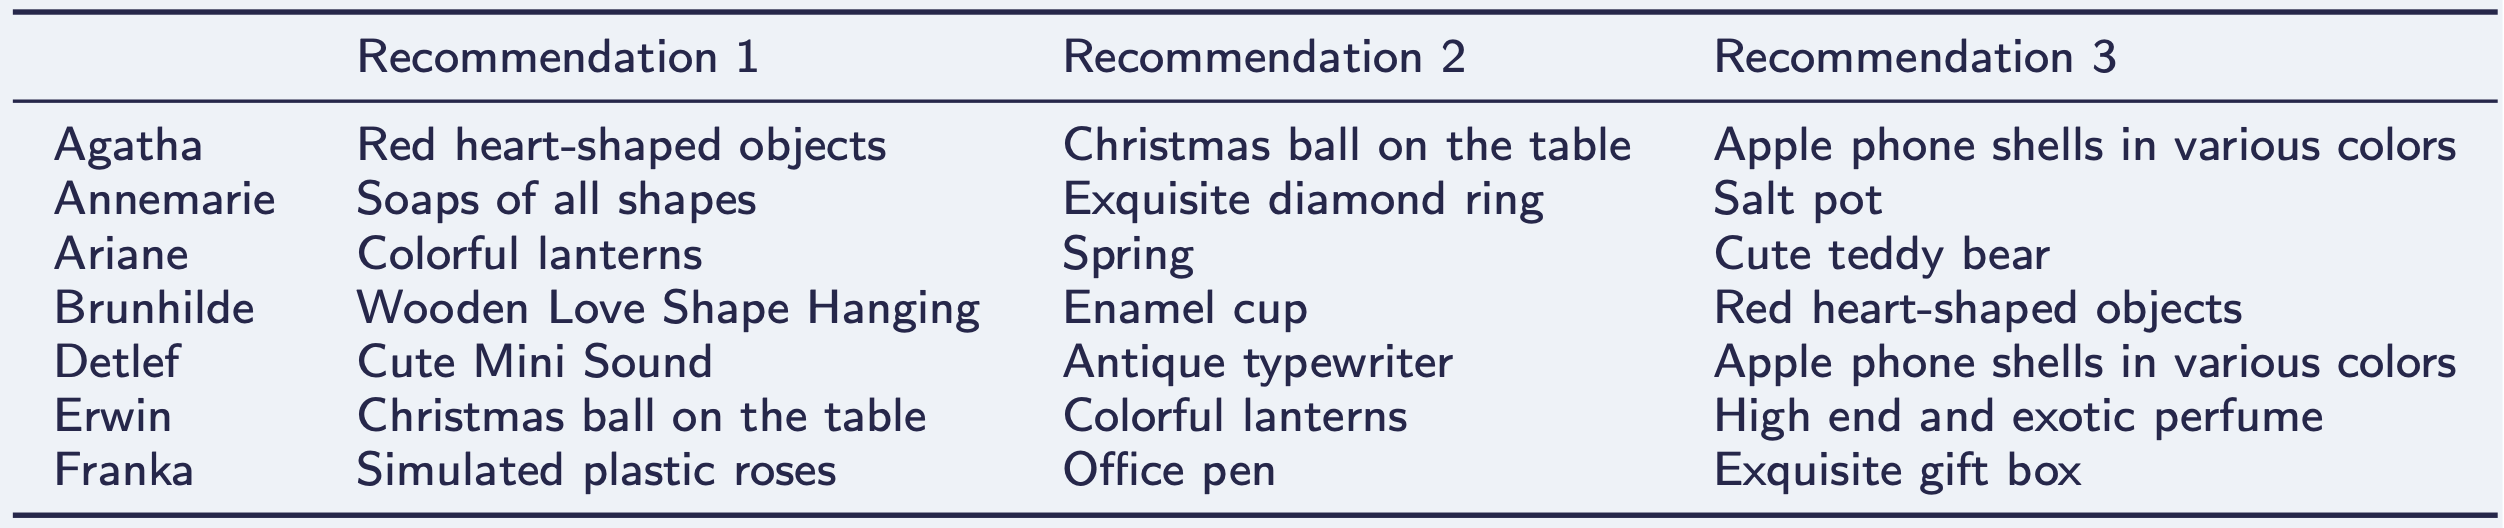 Recommendation 1 Recommendation 2 Recommendation 3
Agatha Red heart-shaped objects Christmas ball on the table Apple phone shells in various colors
Annemarie Soaps of all shapes Exquisite diamond ring Salt pot
Ariane Colorful lanterns Spring Cute teddy bear
Brunhilde Wooden Love Shape Hanging Enamel cup Red heart-shaped objects
Detlef Cute Mini Sound Antique typewriter Apple phone shells in various colors
Erwin Christmas ball on the table Colorful lanterns High end and exotic perfume
Franka Simulated plastic roses Office pen Exquisite gift box